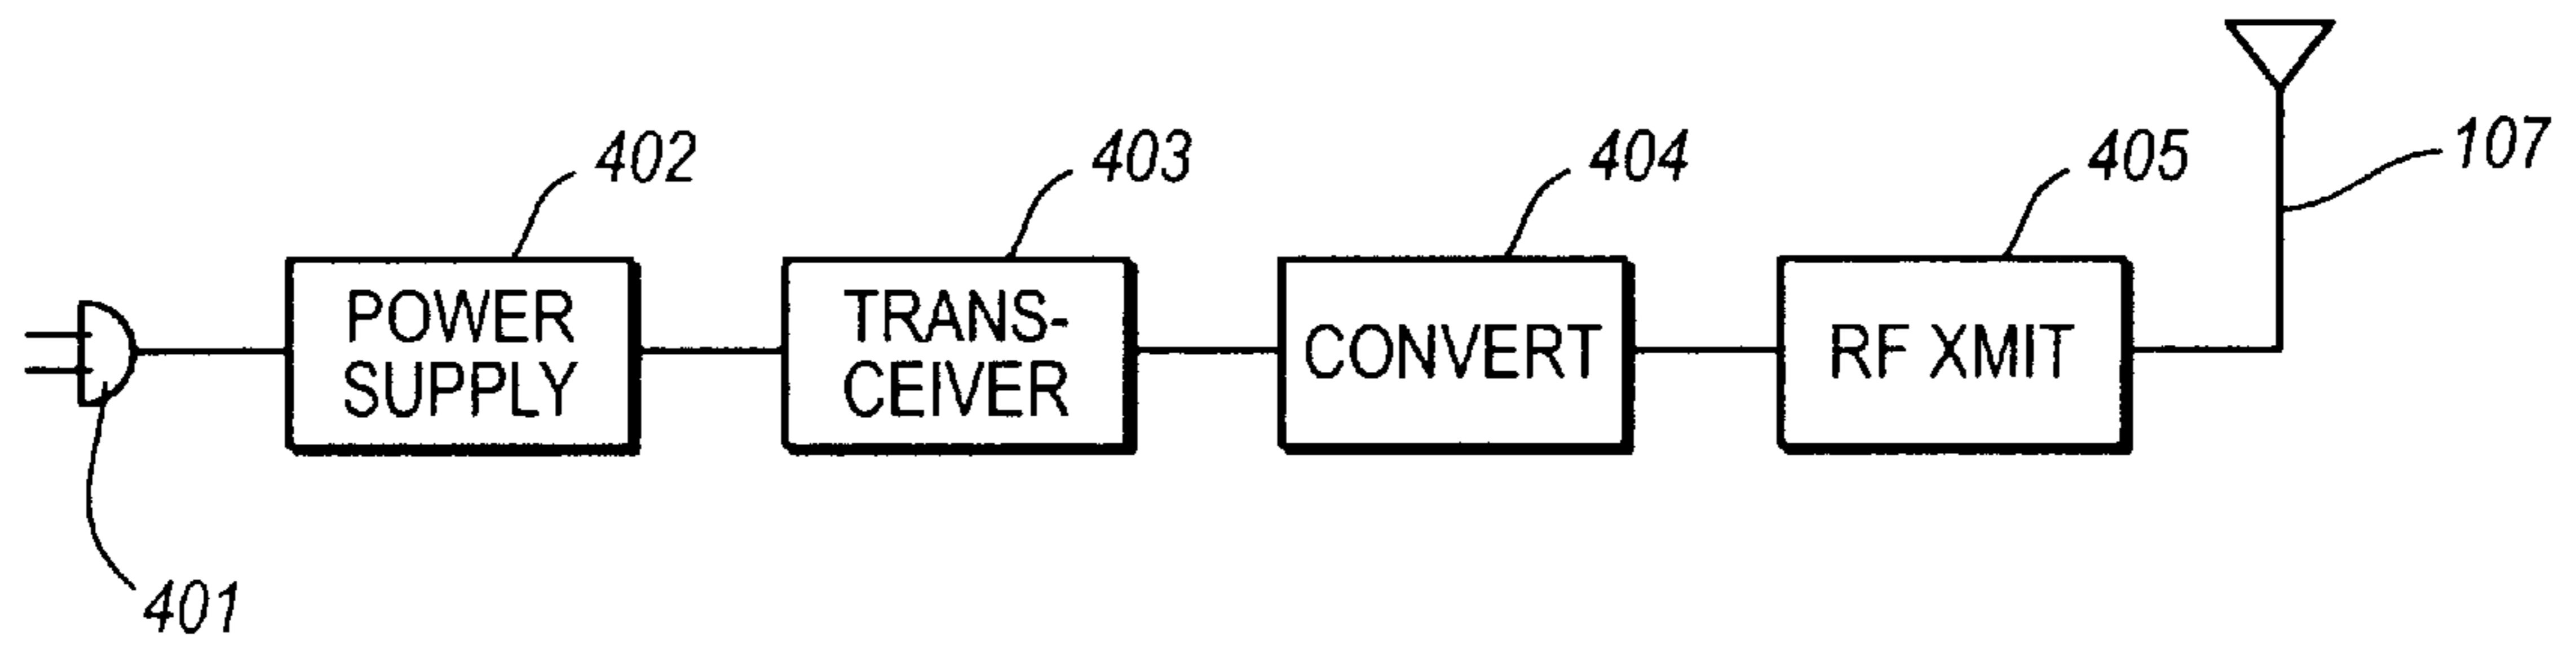 402
403
404
405
107
POWER
SUPPLY
TRANS-
CEIVER
CONVERT
RF XMIT
401